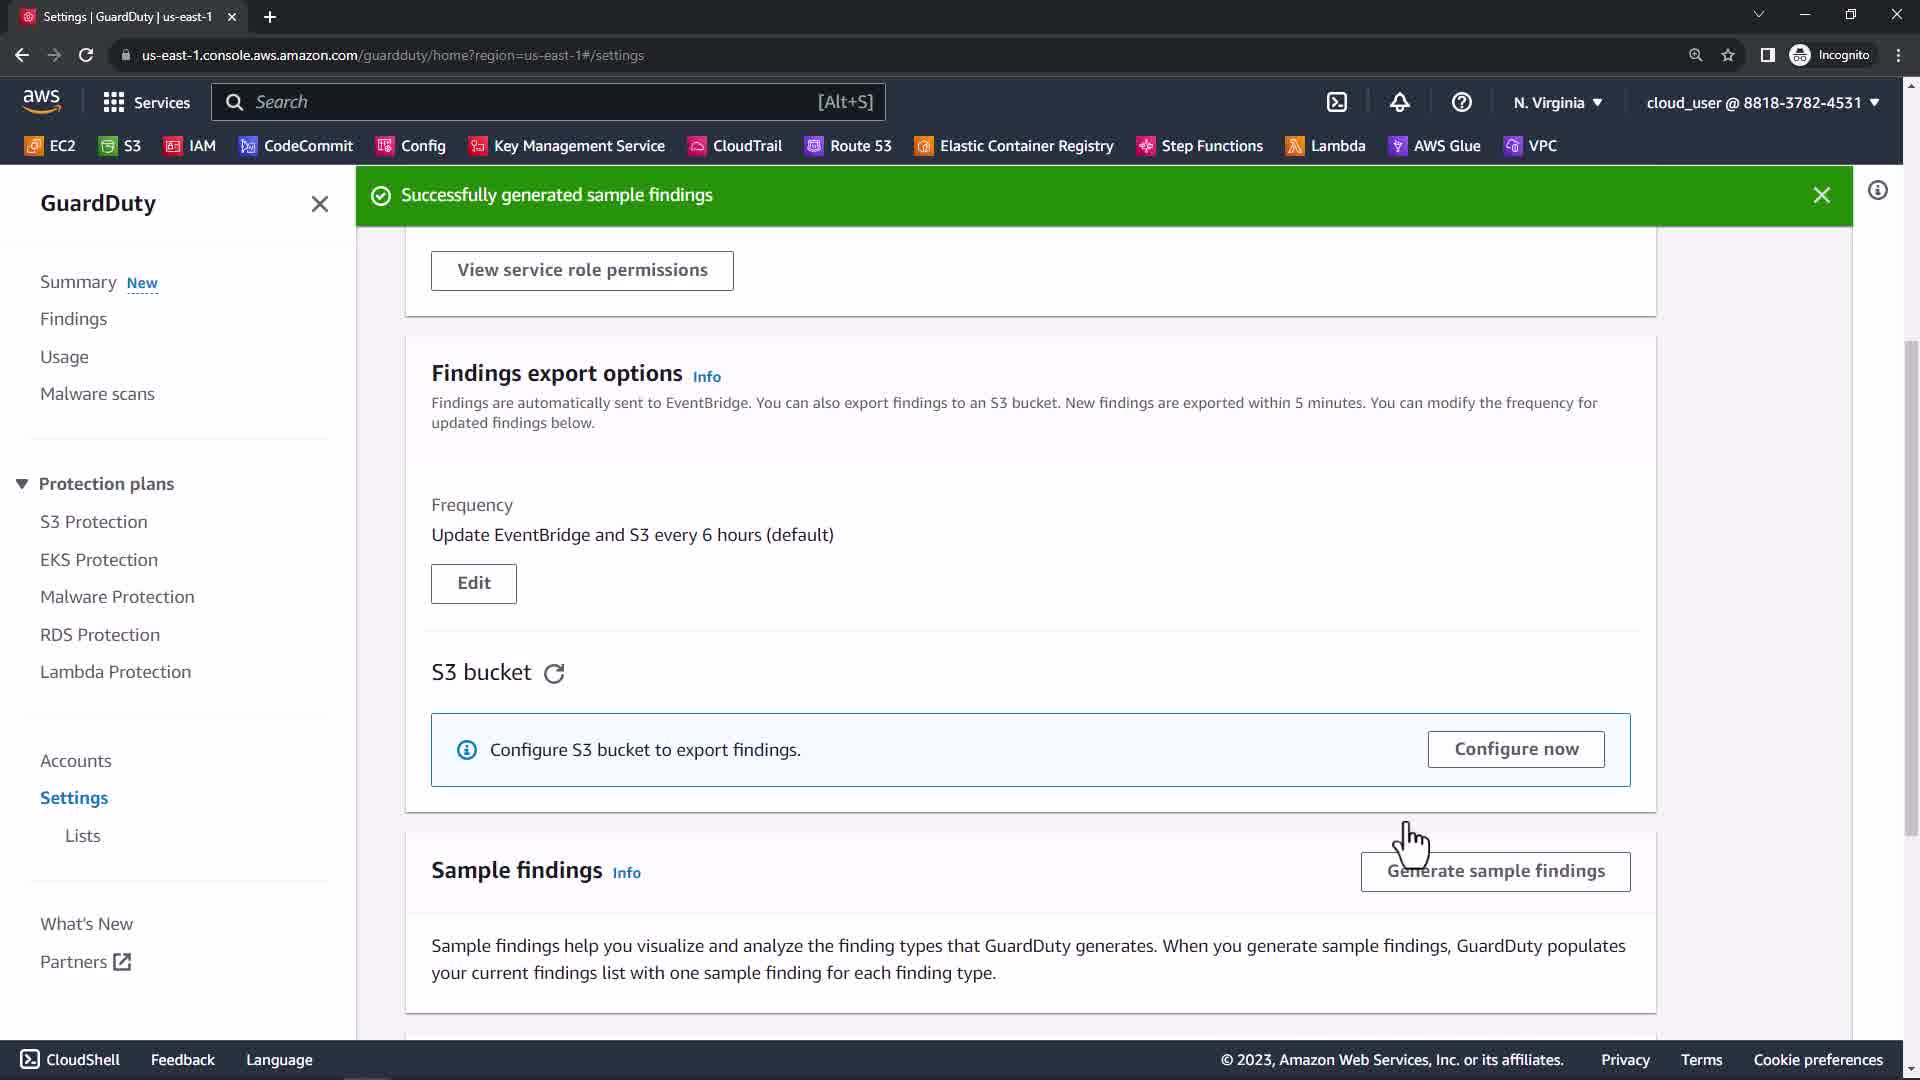 Settings | GuardDuty | us-east-1
us-east-1.console.aws.amazon.com/guardduty/home?region=us-east-1#/settings
Incognito
aws
Services
Search
[Alt+S]
N. Virginia
cloud_user @ 8818-3782-4531
EC2
S3
IAM
CodeCommit
Config
Key Management Service
CloudTrail
Route 53
Elastic Container Registry
Step Functions
Lambda
AWS Glue
VPC
GuardDuty
Summary New
Findings
Usage
Malware scans
Protection plans
S3 Protection
EKS Protection
Malware Protection
RDS Protection
Lambda Protection
Accounts
Settings
Lists
What's New
Partners
Successfully generated sample findings
View service role permissions
Findings export options Info
Findings are automatically sent to EventBridge. You can also export findings to an S3 bucket. New findings are exported within 5 minutes. You can modify the frequency for
updated findings below.
Frequency
Update EventBridge and S3 every 6 hours (default)
Edit
S3 bucket
Configure S3 bucket to export findings.
Configure now
Sample findings Info
Generate sample findings
Sample findings help you visualize and analyze the finding types that GuardDuty generates. When you generate sample findings, GuardDuty populates
your current findings list with one sample finding for each finding type.
CloudShell
Feedback
Language
© 2023, Amazon Web Services, Inc. or its affiliates.
Privacy
Terms
Cookie preferences